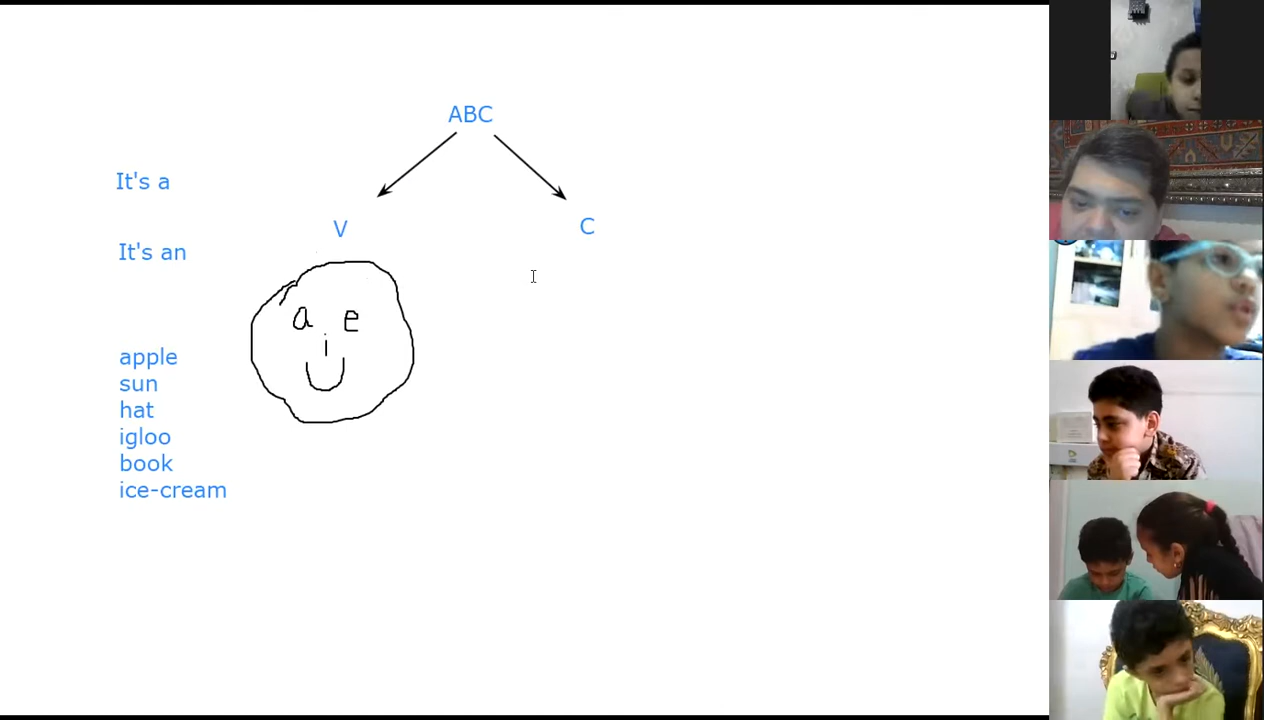 ABC
It's a
V C
It's an
a e
i
apple
sun
hat
igloo
book
ice-cream